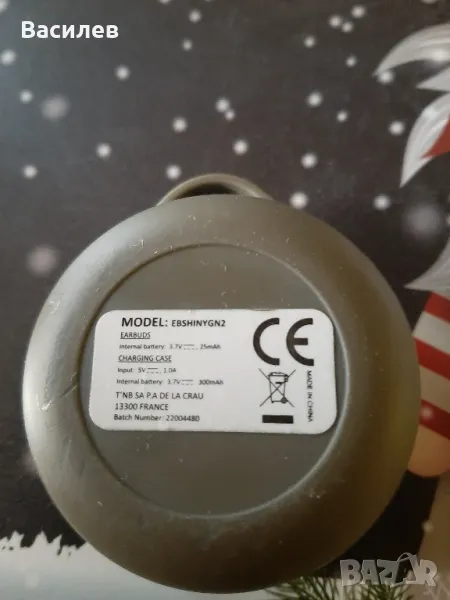 Василев
MODEL: EBSHINYGN2
EARBUDS
Internal battery: 3.7V 25mAh
CHARGING CASE
Input: 5V 1.0A
Internal battery: 3.7V 300mAh
T'NB SA P.A DE LA CRAU
13300 FRANCE
Batch Number: 22004480
CE
MADE IN CHINA
BAZAR